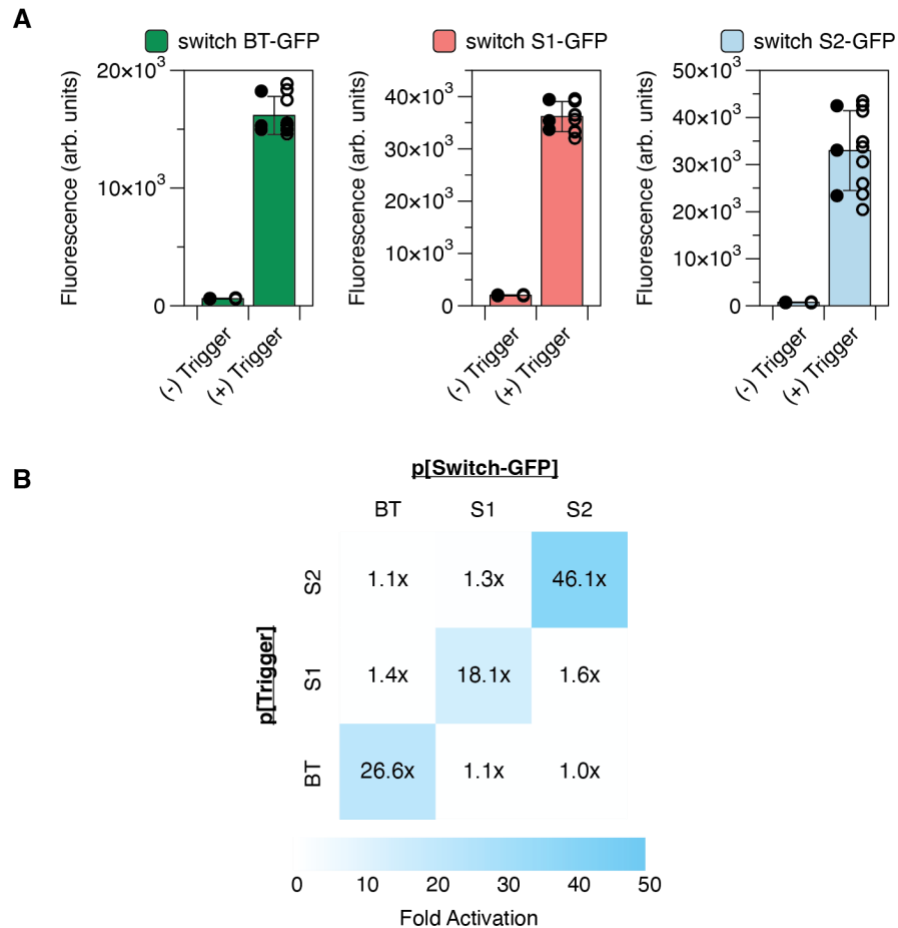 A
switch BT-GFP
switch S1-GFP
switch S2-GFP
Fluorescence (arb. units)
20×10³
10×10³
0
(-) Trigger
(+) Trigger
Fluorescence (arb. units)
40×10³
30×10³
20×10³
10×10³
0
(-) Trigger
(+) Trigger
Fluorescence (arb. units)
50×10³
40×10³
30×10³
20×10³
10×10³
0
(-) Trigger
(+) Trigger
B
p[Switch-GFP]
BT S1 S2
p[Trigger]
S2 1.1x 1.3x 46.1x
S1 1.4x 18.1x 1.6x
BT 26.6x 1.1x 1.0x
0 10 20 30 40 50
Fold Activation